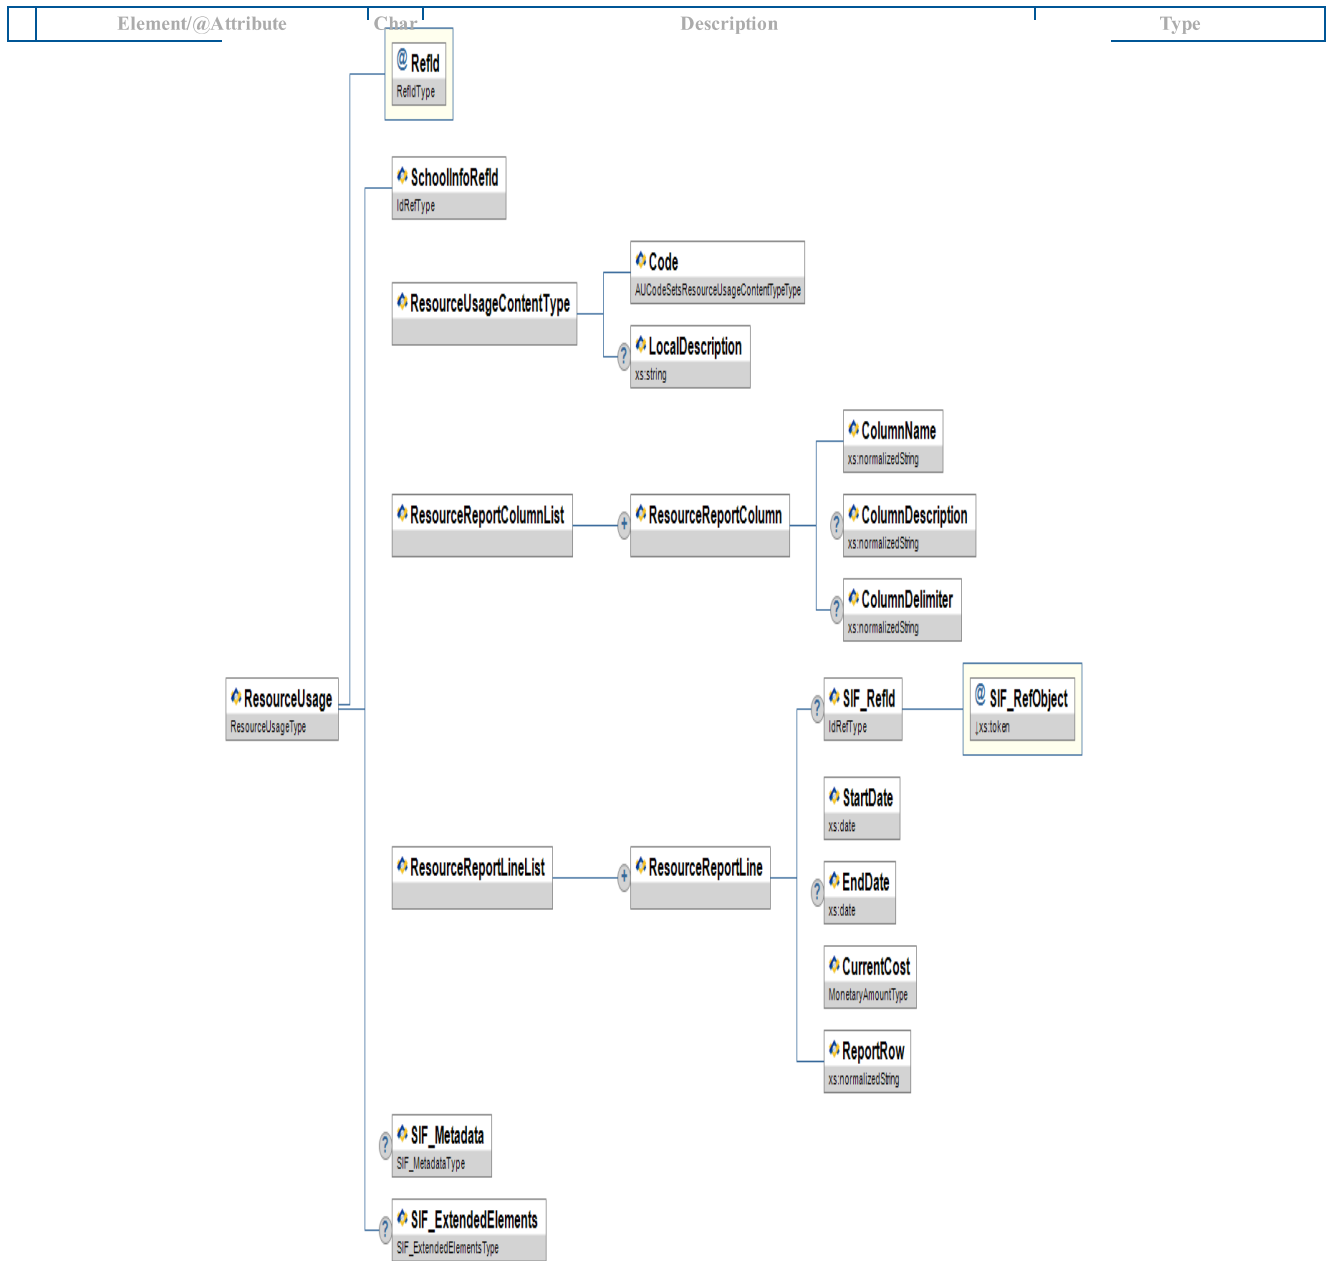 Element/@Attribute Char Description Type
@ RefId
RefIdType
SchoolInfoRefId
IdRefType
Code
AUCodeSetsResourceUsageContentTypeType
ResourceUsageContentType
? LocalDescription
xs:string
ColumnName
xs:normalizedString
ResourceReportColumnList + ResourceReportColumn ? ColumnDescription
xs:normalizedString
? ColumnDelimiter
xs:normalizedString
ResourceUsage ? SIF_RefId @ SIF_RefObject
ResourceUsageType IdRefType ↓xs:token
StartDate
xs:date
ResourceReportLineList + ResourceReportLine
? EndDate
xs:date
CurrentCost
MonetaryAmountType
ReportRow
xs:normalizedString
? SIF_Metadata
SIF_MetadataType
? SIF_ExtendedElements
SIF_ExtendedElementsType